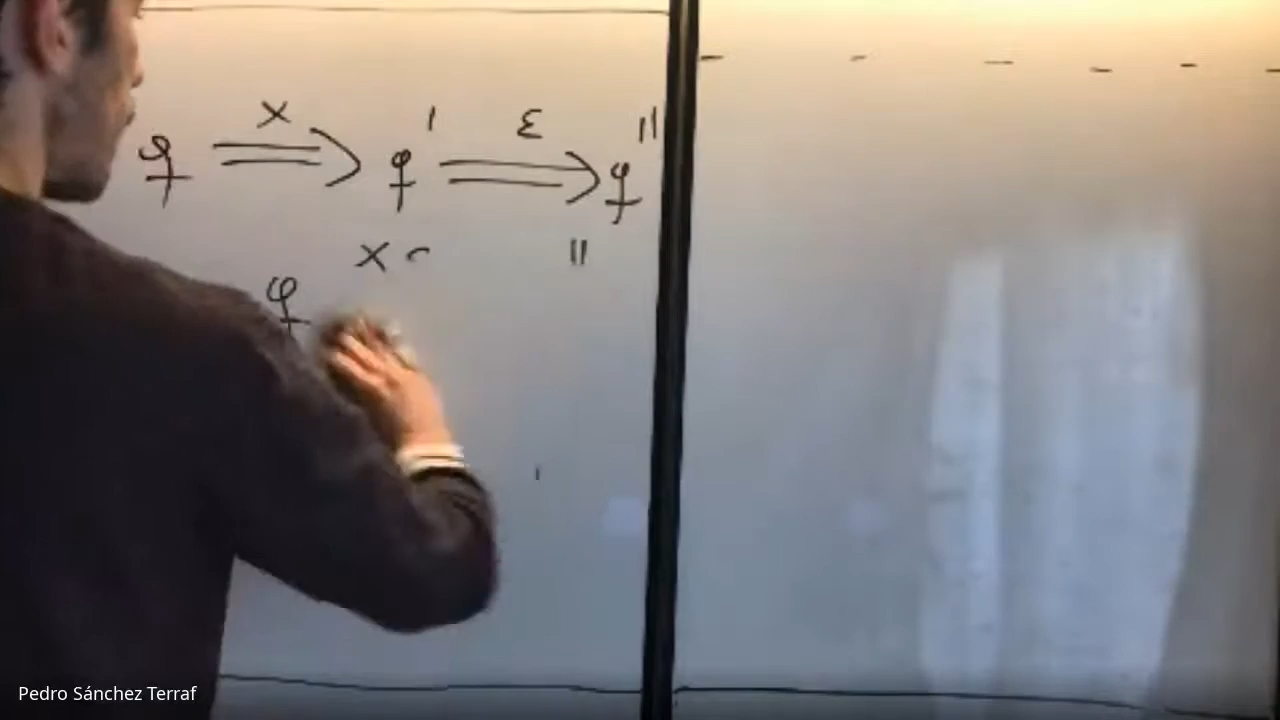 q x⟹ q' ε⟹ q''
x ''
q
Pedro Sánchez Terraf